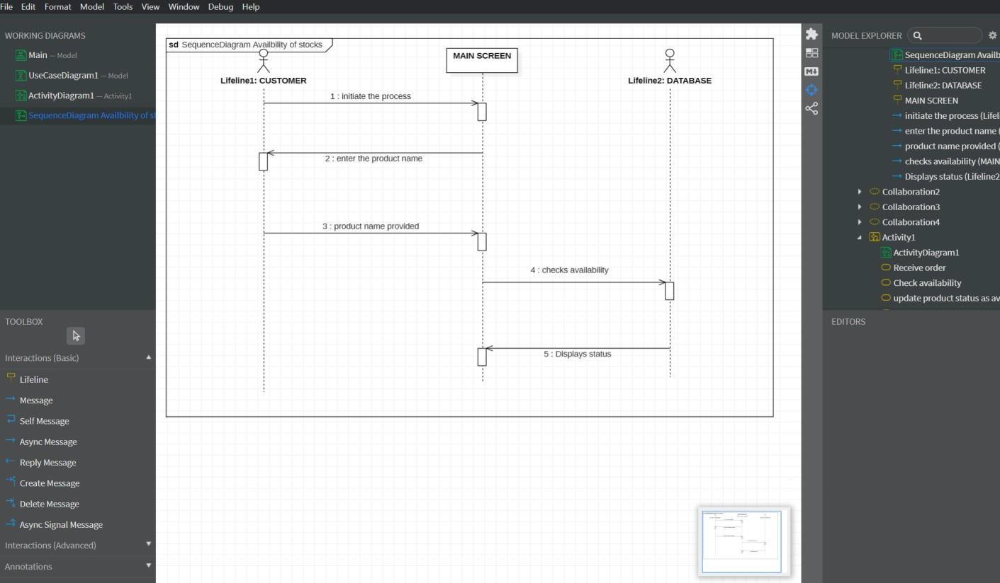 File Edit Format Model Tools View Window Debug Help
WORKING DIAGRAMS
Main — Model
UseCaseDiagram1 — Model
ActivityDiagram1 — Activity1
SequenceDiagram Availbility of st
TOOLBOX
Interactions (Basic)
Lifeline
Message
Self Message
Async Message
Reply Message
Create Message
Delete Message
Async Signal Message
Interactions (Advanced)
Annotations
sd SequenceDiagram Availbility of stocks
MAIN SCREEN
Lifeline1: CUSTOMER
Lifeline2: DATABASE
1 : initiate the process
2 : enter the product name
3 : product name provided
4 : checks availability
5 : Displays status
M
MODEL EXPLORER
SequenceDiagram Availb
Lifeline1: CUSTOMER
Lifeline2: DATABASE
MAIN SCREEN
initiate the process (Lifel
enter the product name (
product name provided (
checks availability (MAIN
Displays status (Lifeline2
Collaboration2
Collaboration3
Collaboration4
Activity1
ActivityDiagram1
Receive order
Check availability
update product status as av
EDITORS